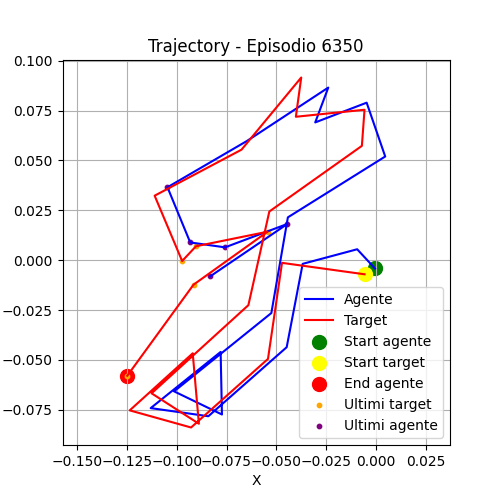 Trajectory - Episodio 6350
0.100
0.075
0.050
0.025
0.000
−0.025
−0.050
−0.075
Agente
Target
Start agente
Start target
End agente
Ultimi target
Ultimi agente
−0.150 −0.125 −0.100 −0.075 −0.050 −0.025 0.000 0.025
X